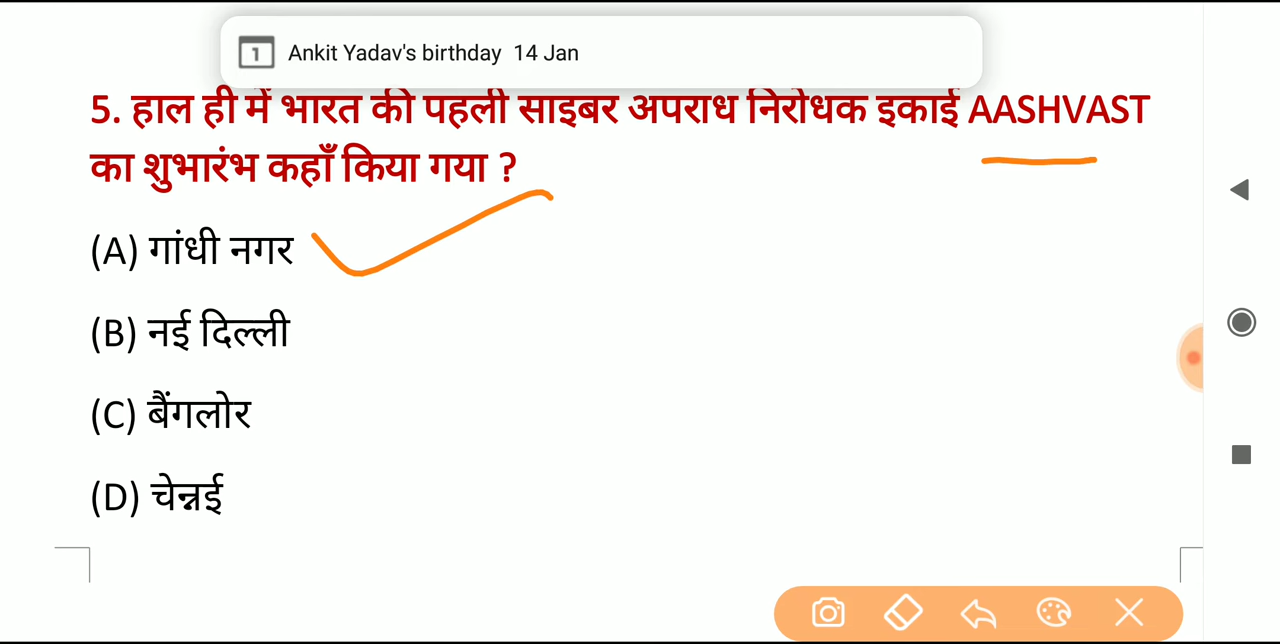 Ankit Yadav's birthday 14 Jan
5. हाल ही में भारत की पहली साइबर अपराध निरोधक इकाई AASHVAST
का शुभारंभ कहाँ किया गया ?
(A) गांधी नगर
(B) नई दिल्ली
(C) बैंगलोर
(D) चेन्नई